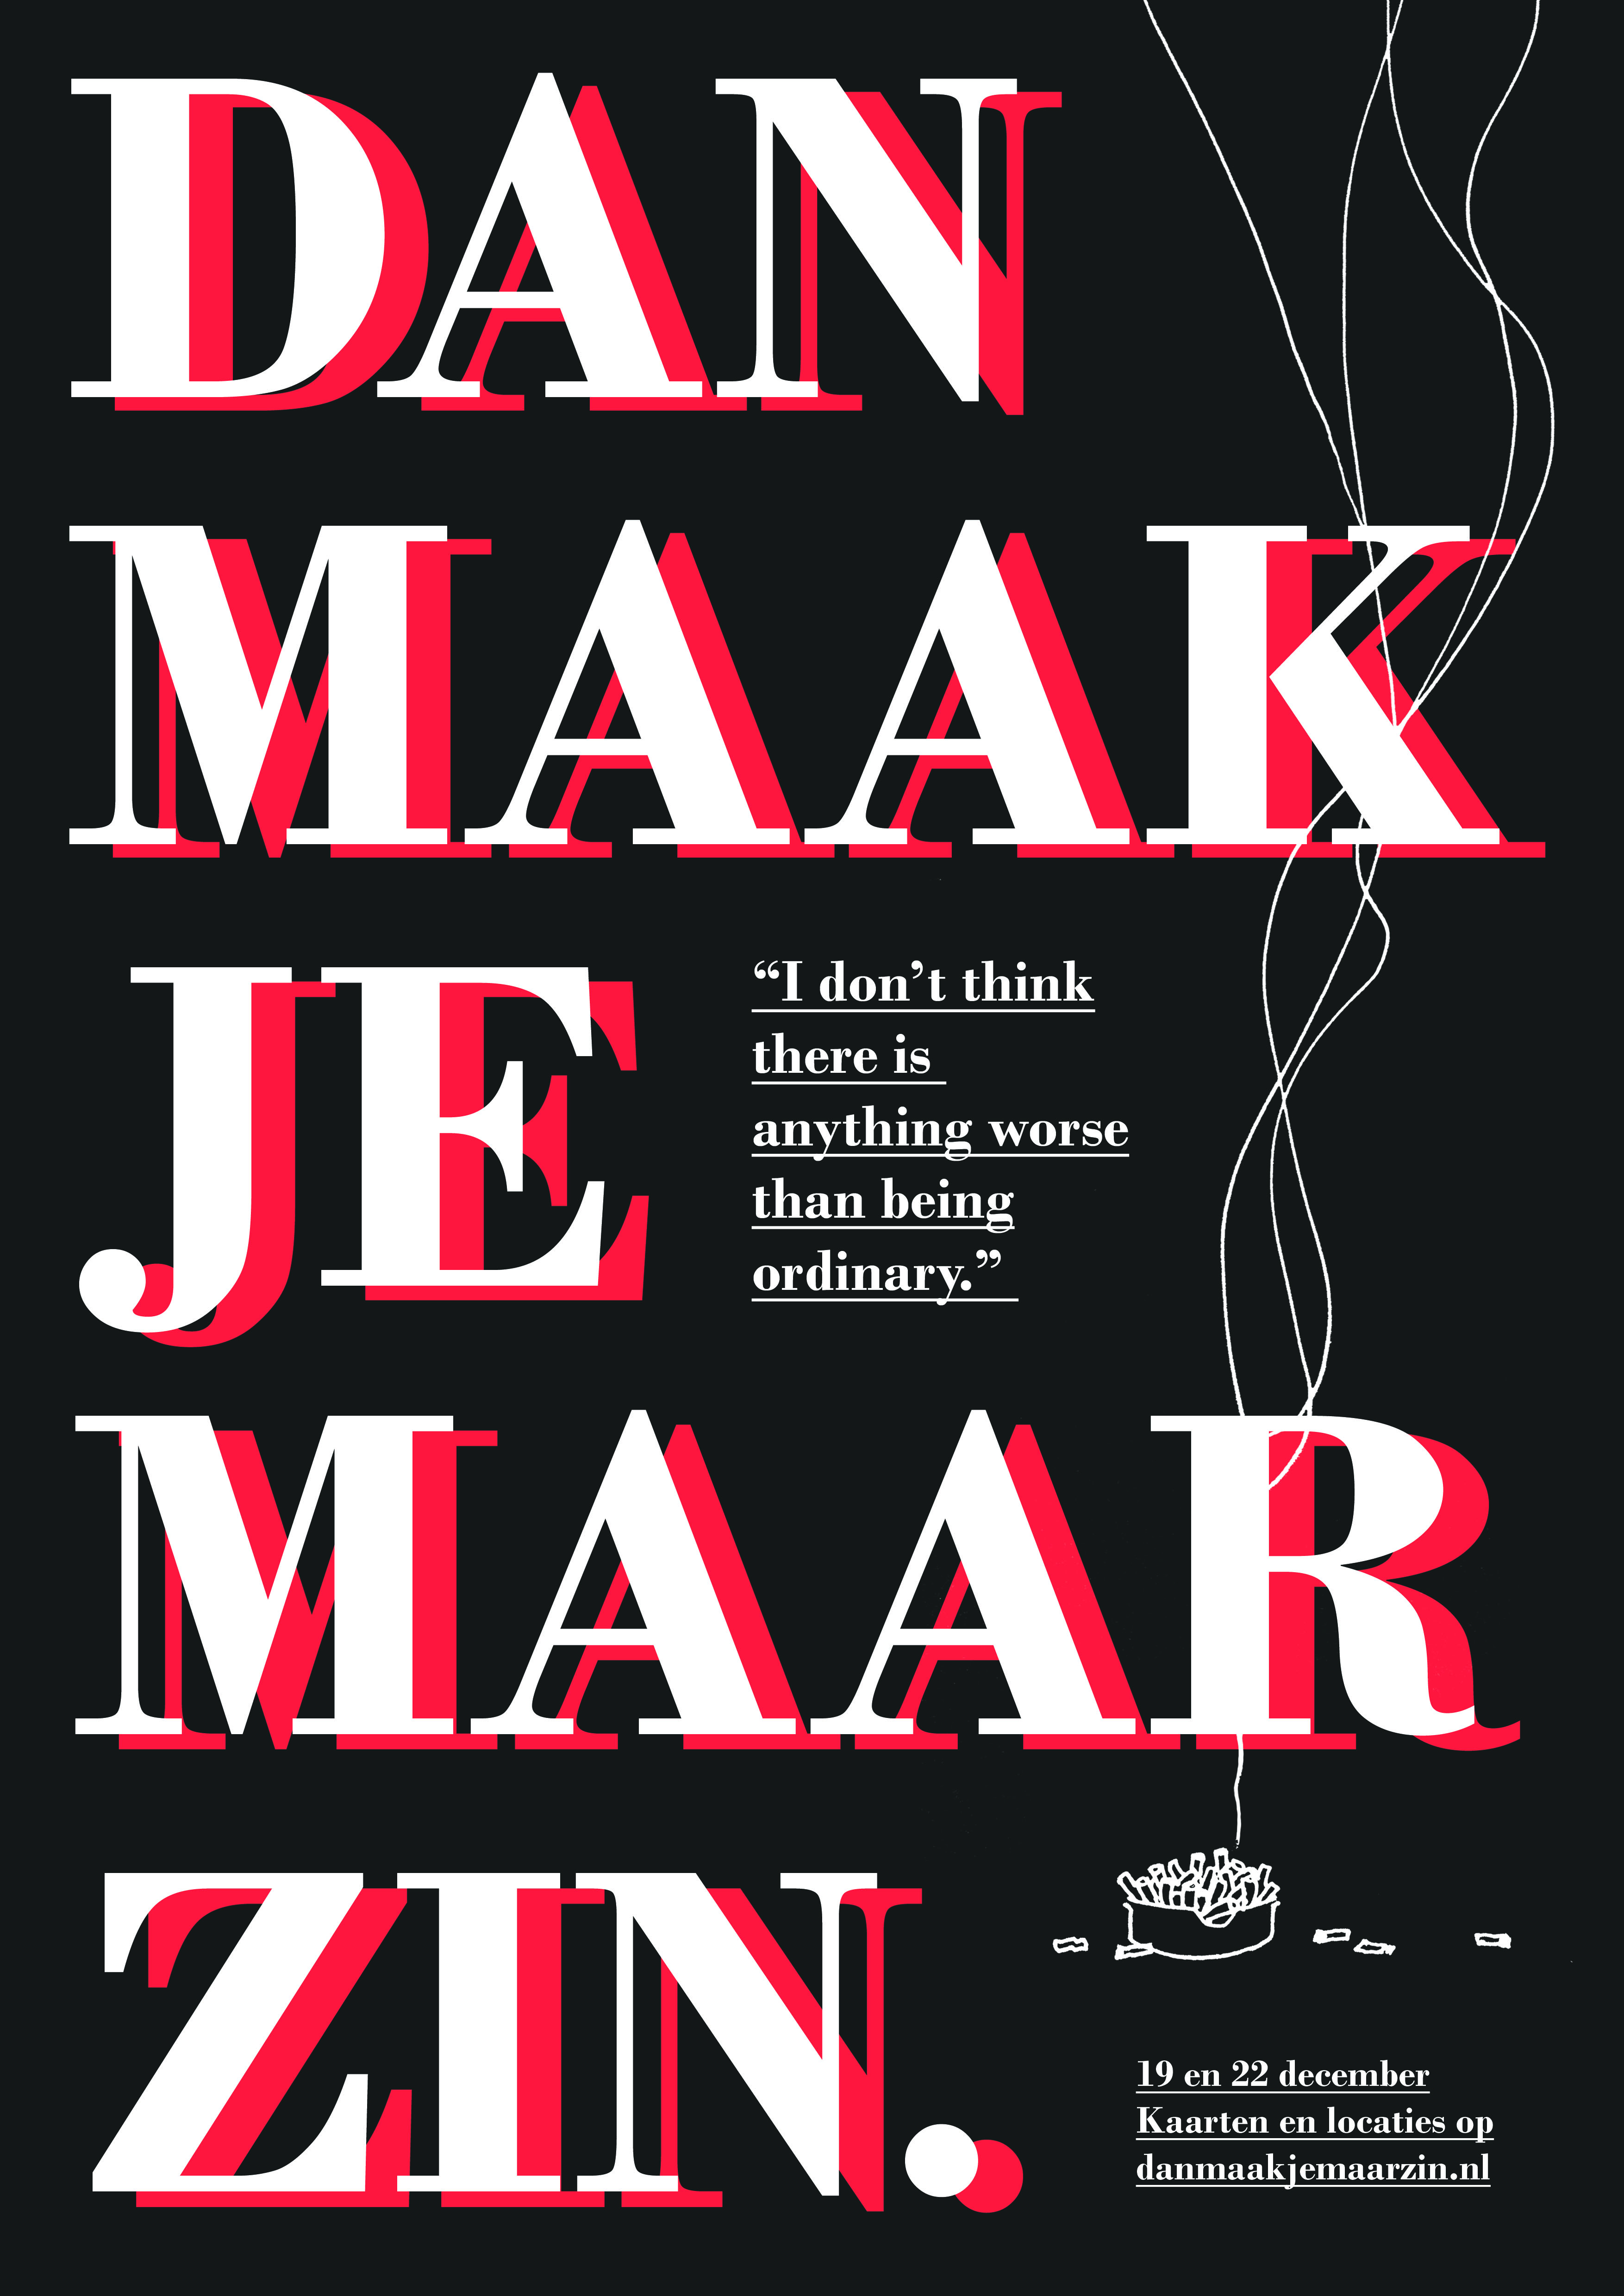 DAN
MAAK
JE
“I don’t think
there is
anything worse
than being
ordinary.”
MAAR
ZIN.
19 en 22 december
Kaarten en locaties op
danmaakjemaarzin.nl